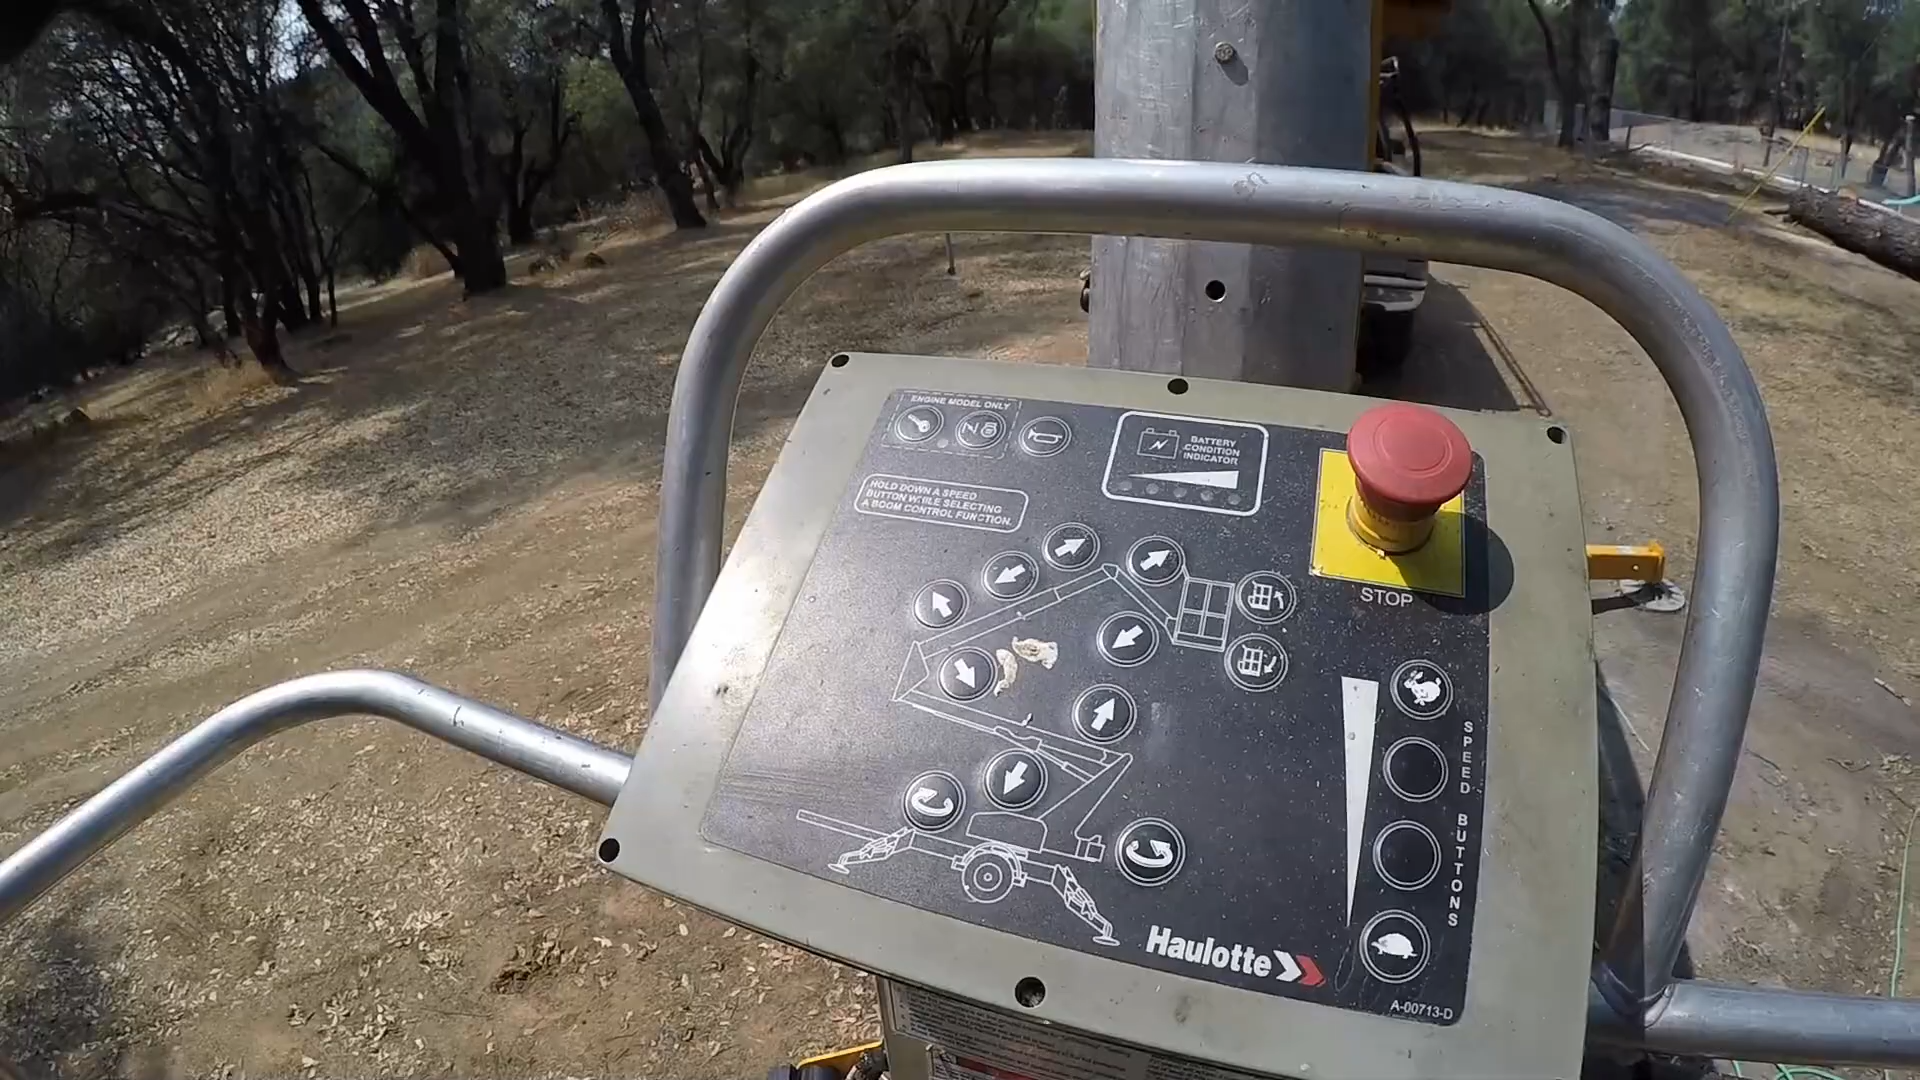 ENGINE MODEL ONLY
BATTERY
CONDITION
INDICATOR
HOLD DOWN A SPEED
BUTTON WHILE SELECTING
A BOOM CONTROL FUNCTION.
STOP
SPEED BUTTONS
Haulotte
A-00713-D